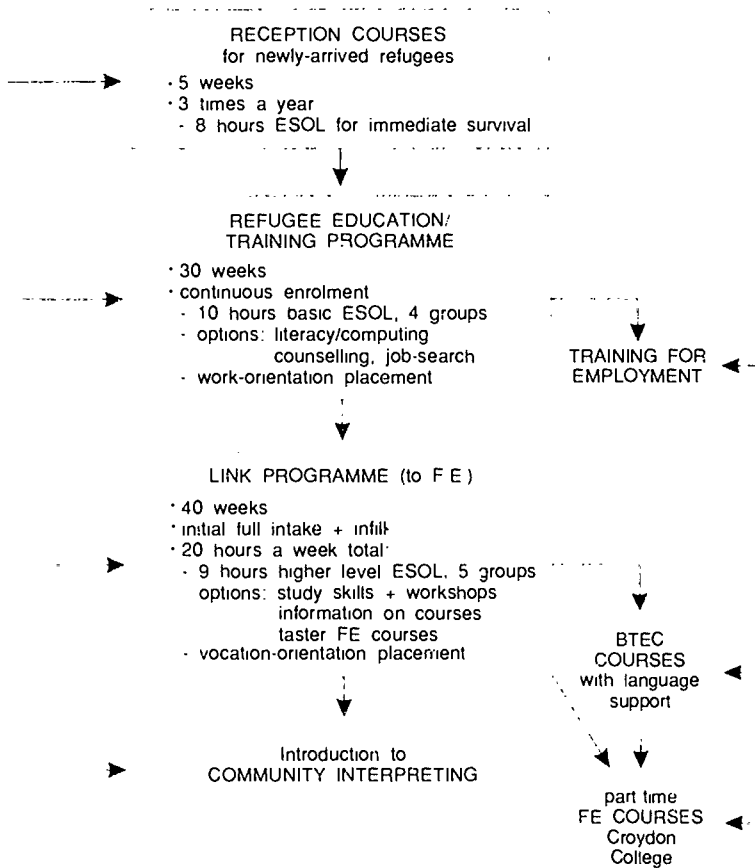 RECEPTION COURSES
for newly-arrived refugees
· 5 weeks
· 3 times a year
- 8 hours ESOL for immediate survival
REFUGEE EDUCATION/
TRAINING PROGRAMME
· 30 weeks
· continuous enrolment
- 10 hours basic ESOL, 4 groups
- options: literacy/computing
counselling, job-search
- work-orientation placement
TRAINING FOR
EMPLOYMENT
LINK PROGRAMME (to F E)
· 40 weeks
· initial full intake + infill
· 20 hours a week total
- 9 hours higher level ESOL, 5 groups
options: study skills + workshops
information on courses
taster FE courses
- vocation-orientation placement
BTEC
COURSES
with language
support
Introduction to
COMMUNITY INTERPRETING
part time
FE COURSES
Croydon
College